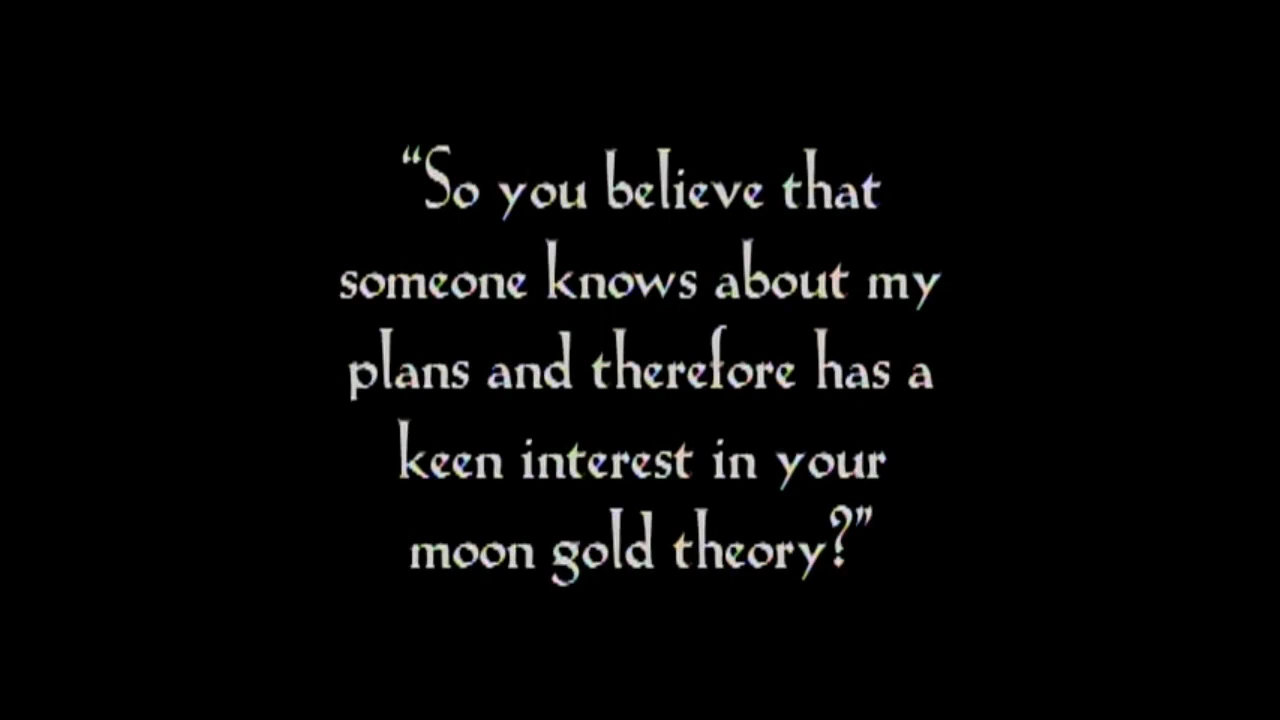 “So you believe that
someone knows about my
plans and therefore has a
keen interest in your
moon gold theory?”